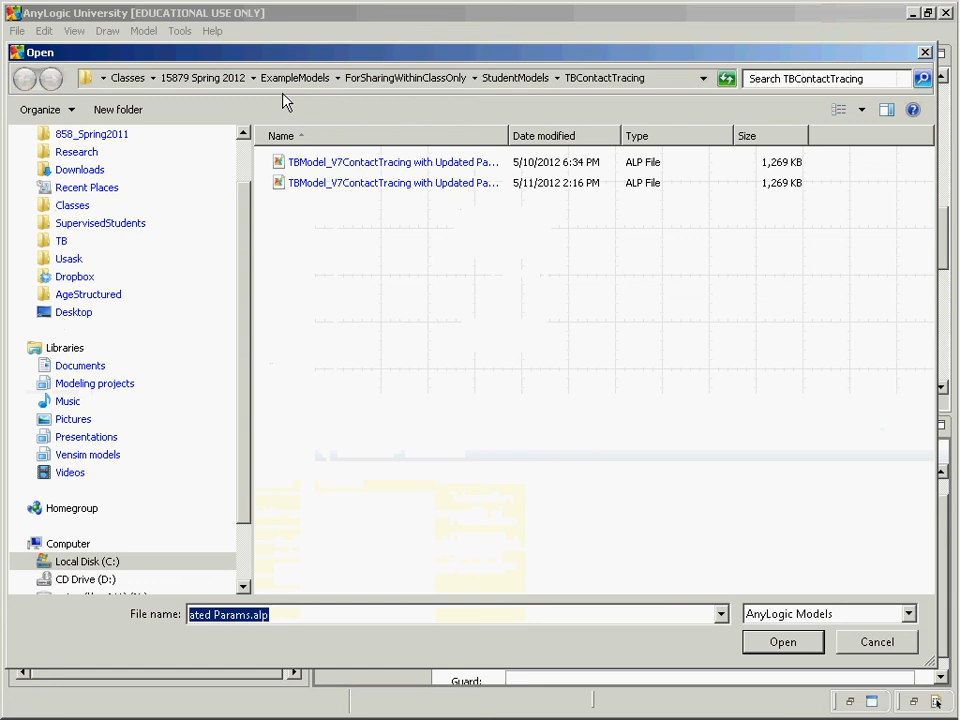 AnyLogic University [EDUCATIONAL USE ONLY]
File Edit View Draw Model Tools Help
Open
Classes 15879 Spring 2012 ExampleModels ForSharingWithinClassOnly StudentModels TBContactTracing
Search TBContactTracing
Organize New folder
Name Date modified Type Size
TBModel_V7ContactTracing with Updated Pa... 5/10/2012 6:34 PM ALP File 1,269 KB
TBModel_V7ContactTracing with Updated Pa... 5/11/2012 2:16 PM ALP File 1,269 KB
858_Spring2011
Research
Downloads
Recent Places
Classes
SupervisedStudents
TB
Usask
Dropbox
AgeStructured
Desktop
Libraries
Documents
Modeling projects
Music
Pictures
Presentations
Vensim models
Videos
Homegroup
Computer
Local Disk (C:)
CD Drive (D:)
File name: ated Params.alp
AnyLogic Models
Open Cancel
Guard: